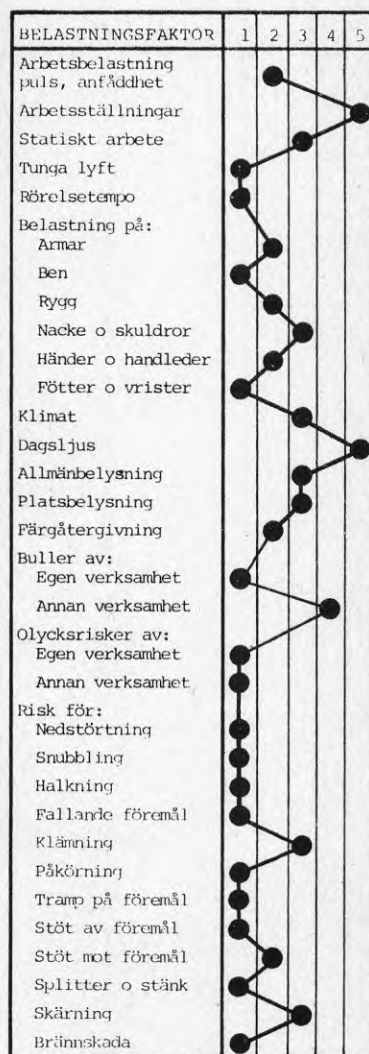 BELASTNINGSFAKTOR 1 2 3 4 5
Arbetsbelastning
puls, anfåddhet
Arbetsställningar
Statiskt arbete
Tunga lyft
Rörelsetempo
Belastning på:
Armar
Ben
Rygg
Nacke o skuldror
Händer o handleder
Fötter o vrister
Klimat
Dagsljus
Allmänbelysning
Platsbelysning
Färgåtergivning
Buller av:
Egen verksamhet
Annan verksamhet
Olycksrisker av:
Egen verksamhet
Annan verksamhet
Risk för:
Nedstörtning
Snubbling
Halkning
Fallande föremål
Klämning
Påkörning
Tramp på föremål
Stöt av föremål
Stöt mot föremål
Splitter o stänk
Skärning
Brännskada